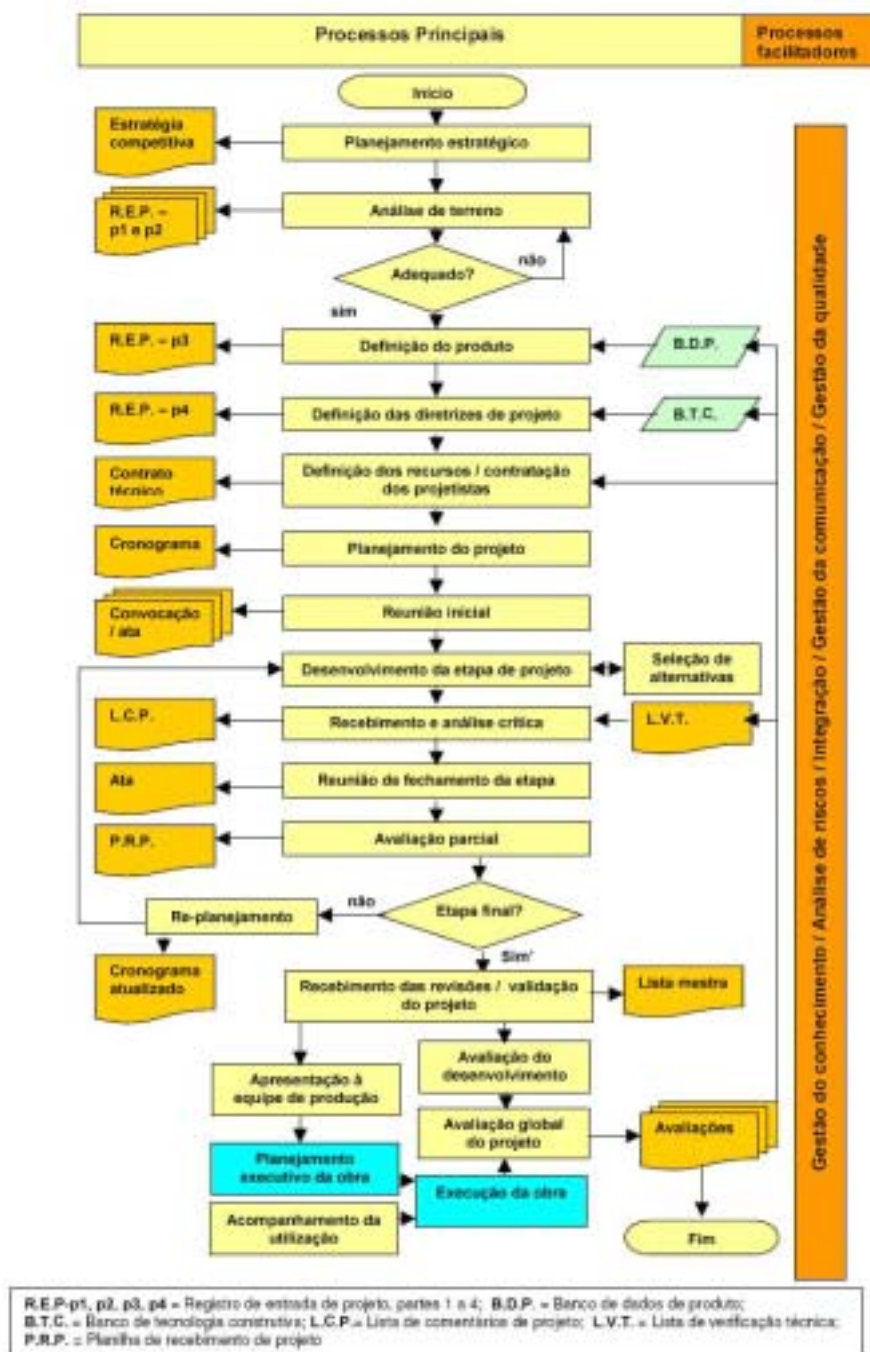 Processos Principais
Processos
facilitadores
Início
Estratégia
competitiva
Planejamento estratégico
R.E.P. –
p1 e p2
Análise de terreno
não
Adequado?
sim
R.E.P. – p3
Definição do produto
B.D.P.
R.E.P. – p4
Definição das diretrizes de projeto
B.T.C.
Contrato
técnico
Definição dos recursos / contratação
dos projetistas
Cronograma
Planejamento do projeto
Convocação
/ ata
Reunião inicial
Desenvolvimento da etapa de projeto
Seleção de
alternativas
L.C.P.
Recebimento e análise crítica
L.V.T.
Ata
Reunião de fechamento da etapa
P.R.P.
Avaliação parcial
não
Etapa final?
Re-planejamento
Sim'
Cronograma
atualizado
Recebimento das revisões / validação
do projeto
Lista mestra
Apresentação à
equipe de produção
Avaliação do
desenvolvimento
Avaliação global
do projeto
Avaliações
Planejamento
executivo da obra
Execução da obra
Acompanhamento da
utilização
Fim
Gestão do conhecimento / Análise de riscos / Integração / Gestão da comunicação / Gestão da qualidade
R.E.P-p1, p2, p3, p4 = Registro de entrada de projeto, partes 1 a 4; B.D.P. = Banco de dados de produto;
B.T.C. = Banco de tecnologia construtiva; L.C.P.= Lista de comentários de projeto; L.V.T. = Lista de verificação técnica;
P.R.P. = Planilha de recebimento de projeto